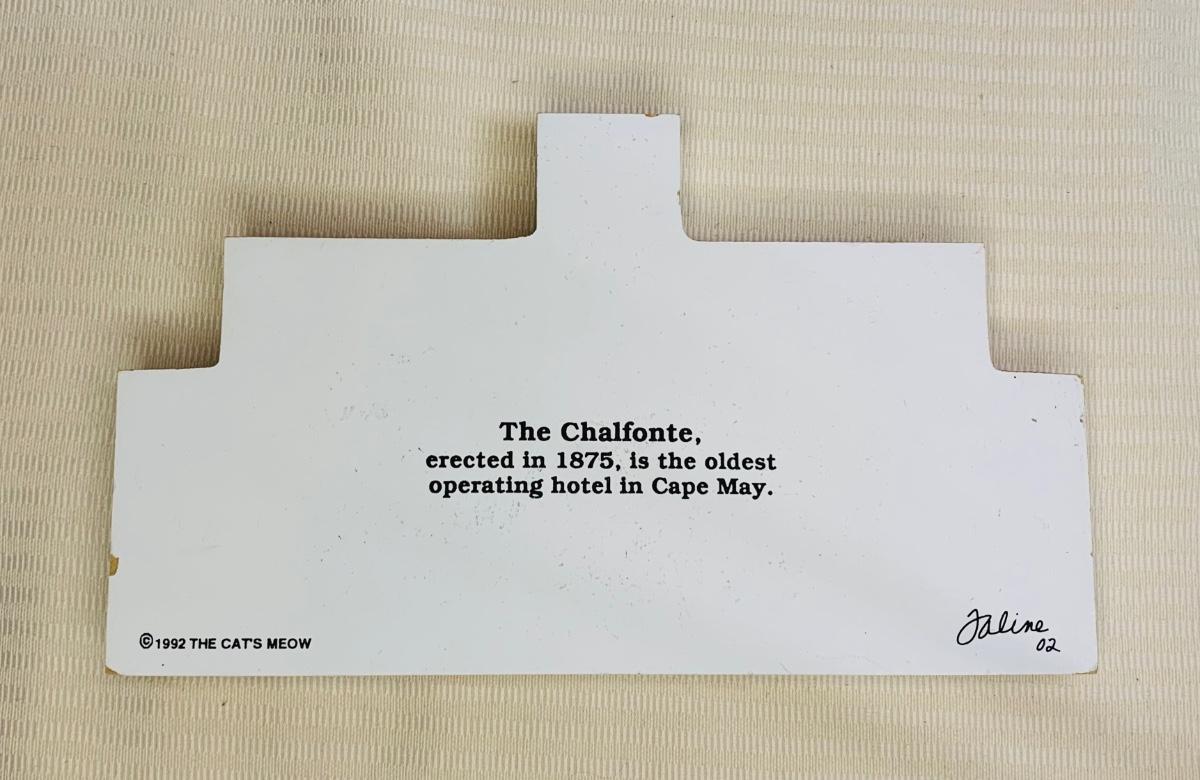 The Chalfonte,
erected in 1875, is the oldest
operating hotel in Cape May.
©1992 THE CAT'S MEOW
Faline
02